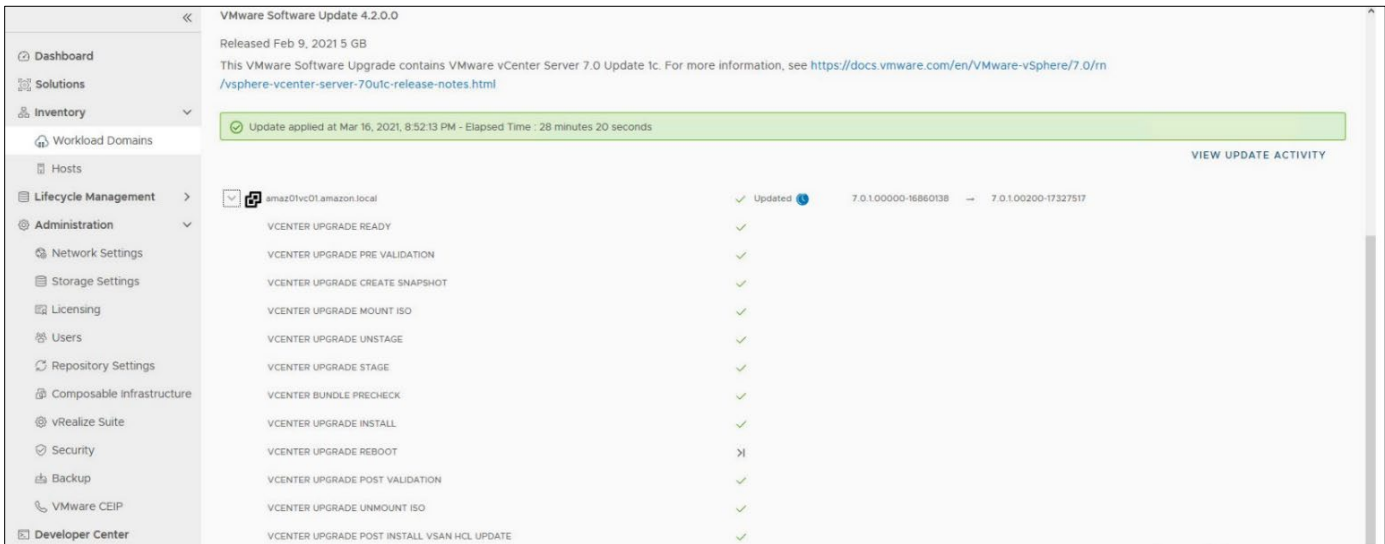 Dashboard
Solutions
Inventory
Workload Domains
Hosts
Lifecycle Management
Administration
Network Settings
Storage Settings
Licensing
Users
Repository Settings
Composable Infrastructure
vRealize Suite
Security
Backup
VMware CEIP
Developer Center
VMware Software Update 4.2.0.0
Released Feb 9, 2021 5 GB
This VMware Software Upgrade contains VMware vCenter Server 7.0 Update 1c. For more information, see https://docs.vmware.com/en/VMware-vSphere/7.0/rn
/vsphere-vcenter-server-70u1c-release-notes.html
Update applied at Mar 16, 2021, 8:52:13 PM - Elapsed Time : 28 minutes 20 seconds
VIEW UPDATE ACTIVITY
amaz01vc01.amazon.local Updated 7.0.1.00000-16860138 → 7.0.1.00200-17327517
VCENTER UPGRADE READY
VCENTER UPGRADE PRE VALIDATION
VCENTER UPGRADE CREATE SNAPSHOT
VCENTER UPGRADE MOUNT ISO
VCENTER UPGRADE UNSTAGE
VCENTER UPGRADE STAGE
VCENTER BUNDLE PRECHECK
VCENTER UPGRADE INSTALL
VCENTER UPGRADE REBOOT
VCENTER UPGRADE POST VALIDATION
VCENTER UPGRADE UNMOUNT ISO
VCENTER UPGRADE POST INSTALL VSAN HCL UPDATE